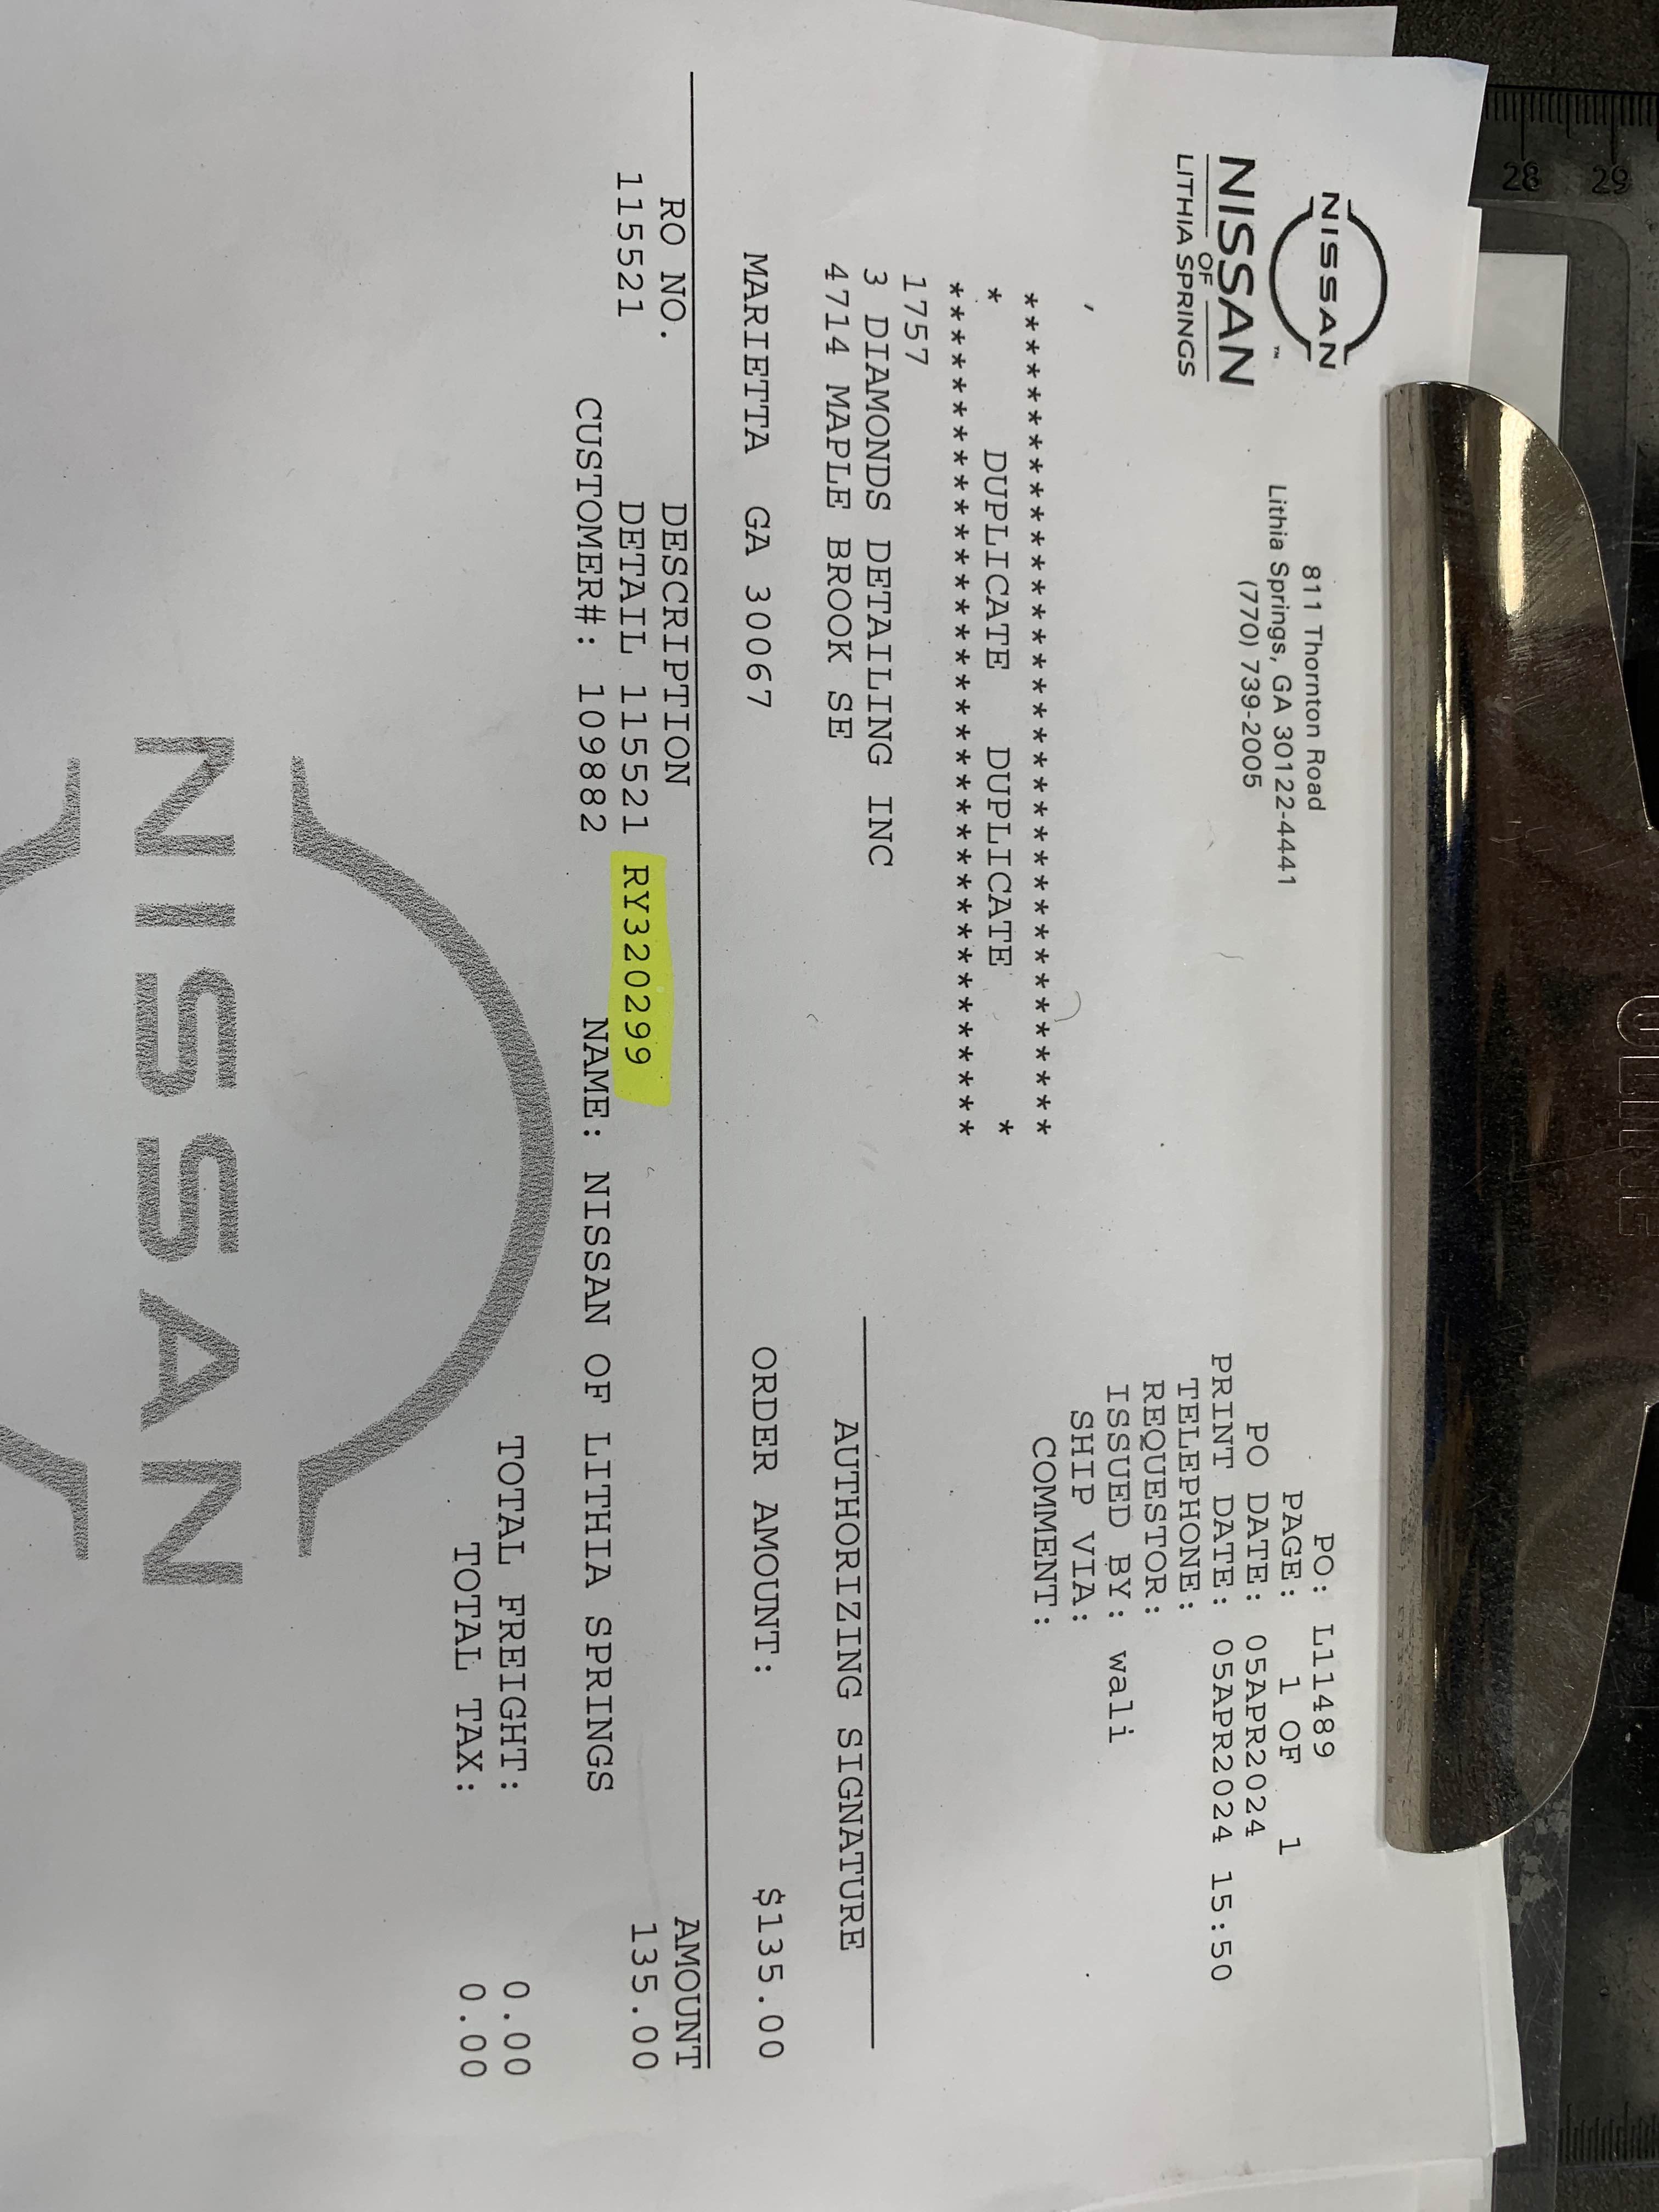 NISSAN
NISSAN
OF
LITHIA SPRINGS
811 Thornton Road
Lithia Springs, GA 30122-4441
(770) 739-2005
PO: L11489
PAGE: 1 OF 1
PO DATE: 05APR2024
PRINT DATE: 05APR2024 15:50
TELEPHONE:
REQUESTOR:
ISSUED BY: wali
SHIP VIA:
COMMENT:
***********************************
* DUPLICATE DUPLICATE *
***********************************
1757
3 DIAMONDS DETAILING INC
4714 MAPLE BROOK SE
MARIETTA GA 30067
AUTHORIZING SIGNATURE
ORDER AMOUNT: $135.00
RO NO. DESCRIPTION AMOUNT
115521 DETAIL 115521 RY320299 135.00
CUSTOMER#: 109882 NAME: NISSAN OF LITHIA SPRINGS
TOTAL FREIGHT: 0.00
TOTAL TAX: 0.00
NISSAN
28 29
ULINE